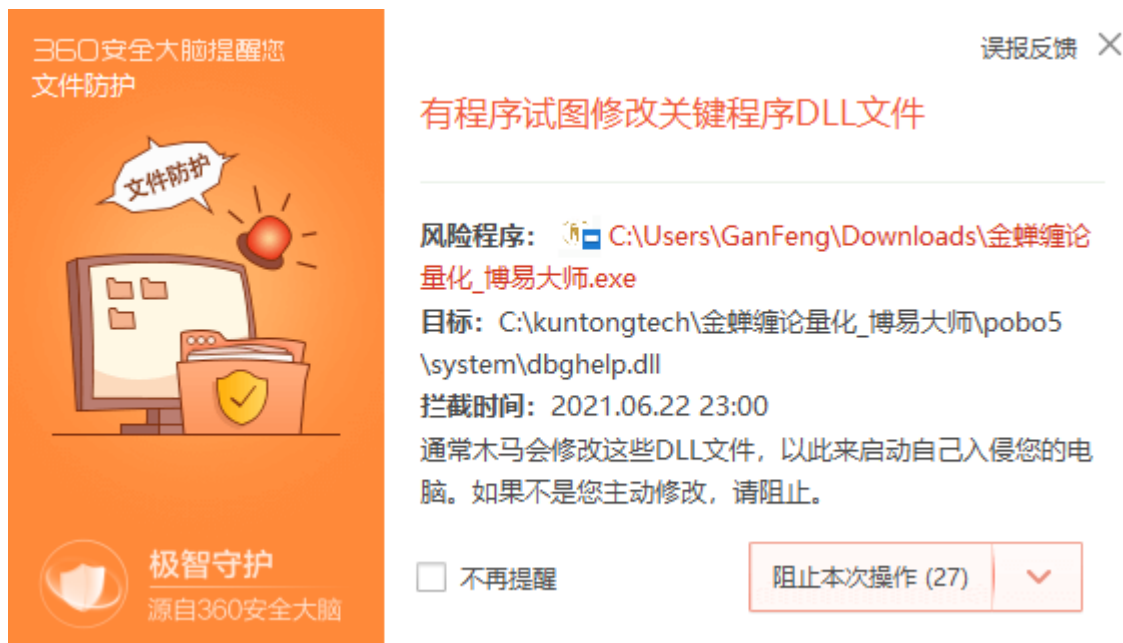 360安全大脑提醒您
文件防护
文件防护
极智守护
源自360安全大脑
误报反馈
有程序试图修改关键程序DLL文件
风险程序： C:\Users\GanFeng\Downloads\金蝉缠论
量化_博易大师.exe
目标：C:\kuntongtech\金蝉缠论量化_博易大师\pobo5
\system\dbghelp.dll
拦截时间：2021.06.22 23:00
通常木马会修改这些DLL文件，以此来启动自己入侵您的电
脑。如果不是您主动修改，请阻止。
不再提醒
阻止本次操作 (27)